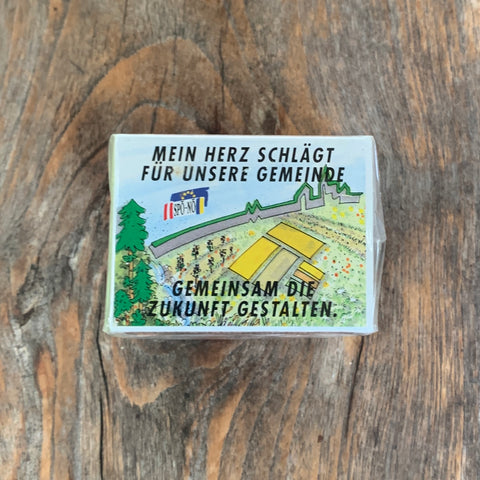 MEIN HERZ SCHLÄGT
FÜR UNSERE GEMEINDE
SPÖ-NÖ
GEMEINSAM DIE
ZUKUNFT GESTALTEN.